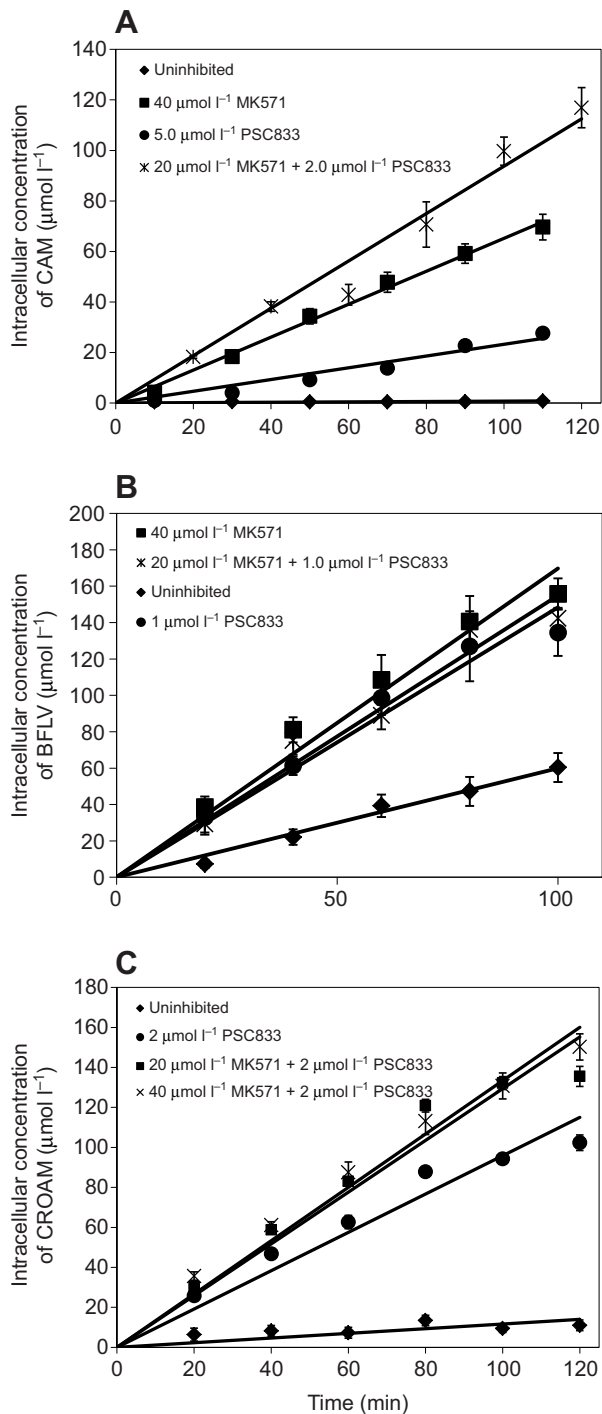 A
Intracellular concentration
of CAM (μmol l⁻¹)
140
120
100
80
60
40
20
0
Uninhibited
40 μmol l⁻¹ MK571
5.0 μmol l⁻¹ PSC833
20 μmol l⁻¹ MK571 + 2.0 μmol l⁻¹ PSC833
0 20 40 60 80 100 120
B
Intracellular concentration
of BFLV (μmol l⁻¹)
200
180
160
140
120
100
80
60
40
20
0
40 μmol l⁻¹ MK571
20 μmol l⁻¹ MK571 + 1.0 μmol l⁻¹ PSC833
Uninhibited
1 μmol l⁻¹ PSC833
0 50 100
C
Intracellular concentration
of CROAM (μmol l⁻¹)
180
160
140
120
100
80
60
40
20
0
Uninhibited
2 μmol l⁻¹ PSC833
20 μmol l⁻¹ MK571 + 2 μmol l⁻¹ PSC833
40 μmol l⁻¹ MK571 + 2 μmol l⁻¹ PSC833
0 20 40 60 80 100 120
Time (min)